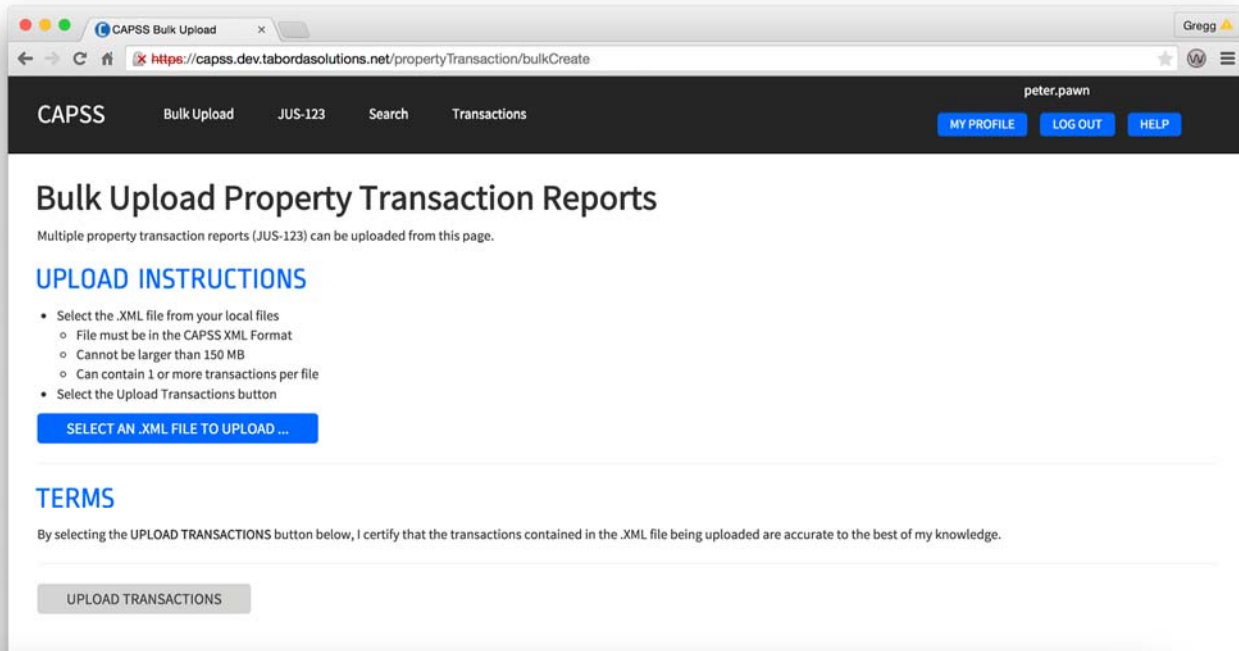 CAPSS Bulk Upload
Gregg
https://capss.dev.tabordasolutions.net/propertyTransaction/bulkCreate
peter.pawn
CAPSS Bulk Upload JUS-123 Search Transactions
MY PROFILE LOG OUT HELP
Bulk Upload Property Transaction Reports
Multiple property transaction reports (JUS-123) can be uploaded from this page.
UPLOAD INSTRUCTIONS
• Select the .XML file from your local files
○ File must be in the CAPSS XML Format
○ Cannot be larger than 150 MB
○ Can contain 1 or more transactions per file
• Select the Upload Transactions button
SELECT AN .XML FILE TO UPLOAD ...
TERMS
By selecting the UPLOAD TRANSACTIONS button below, I certify that the transactions contained in the .XML file being uploaded are accurate to the best of my knowledge.
UPLOAD TRANSACTIONS